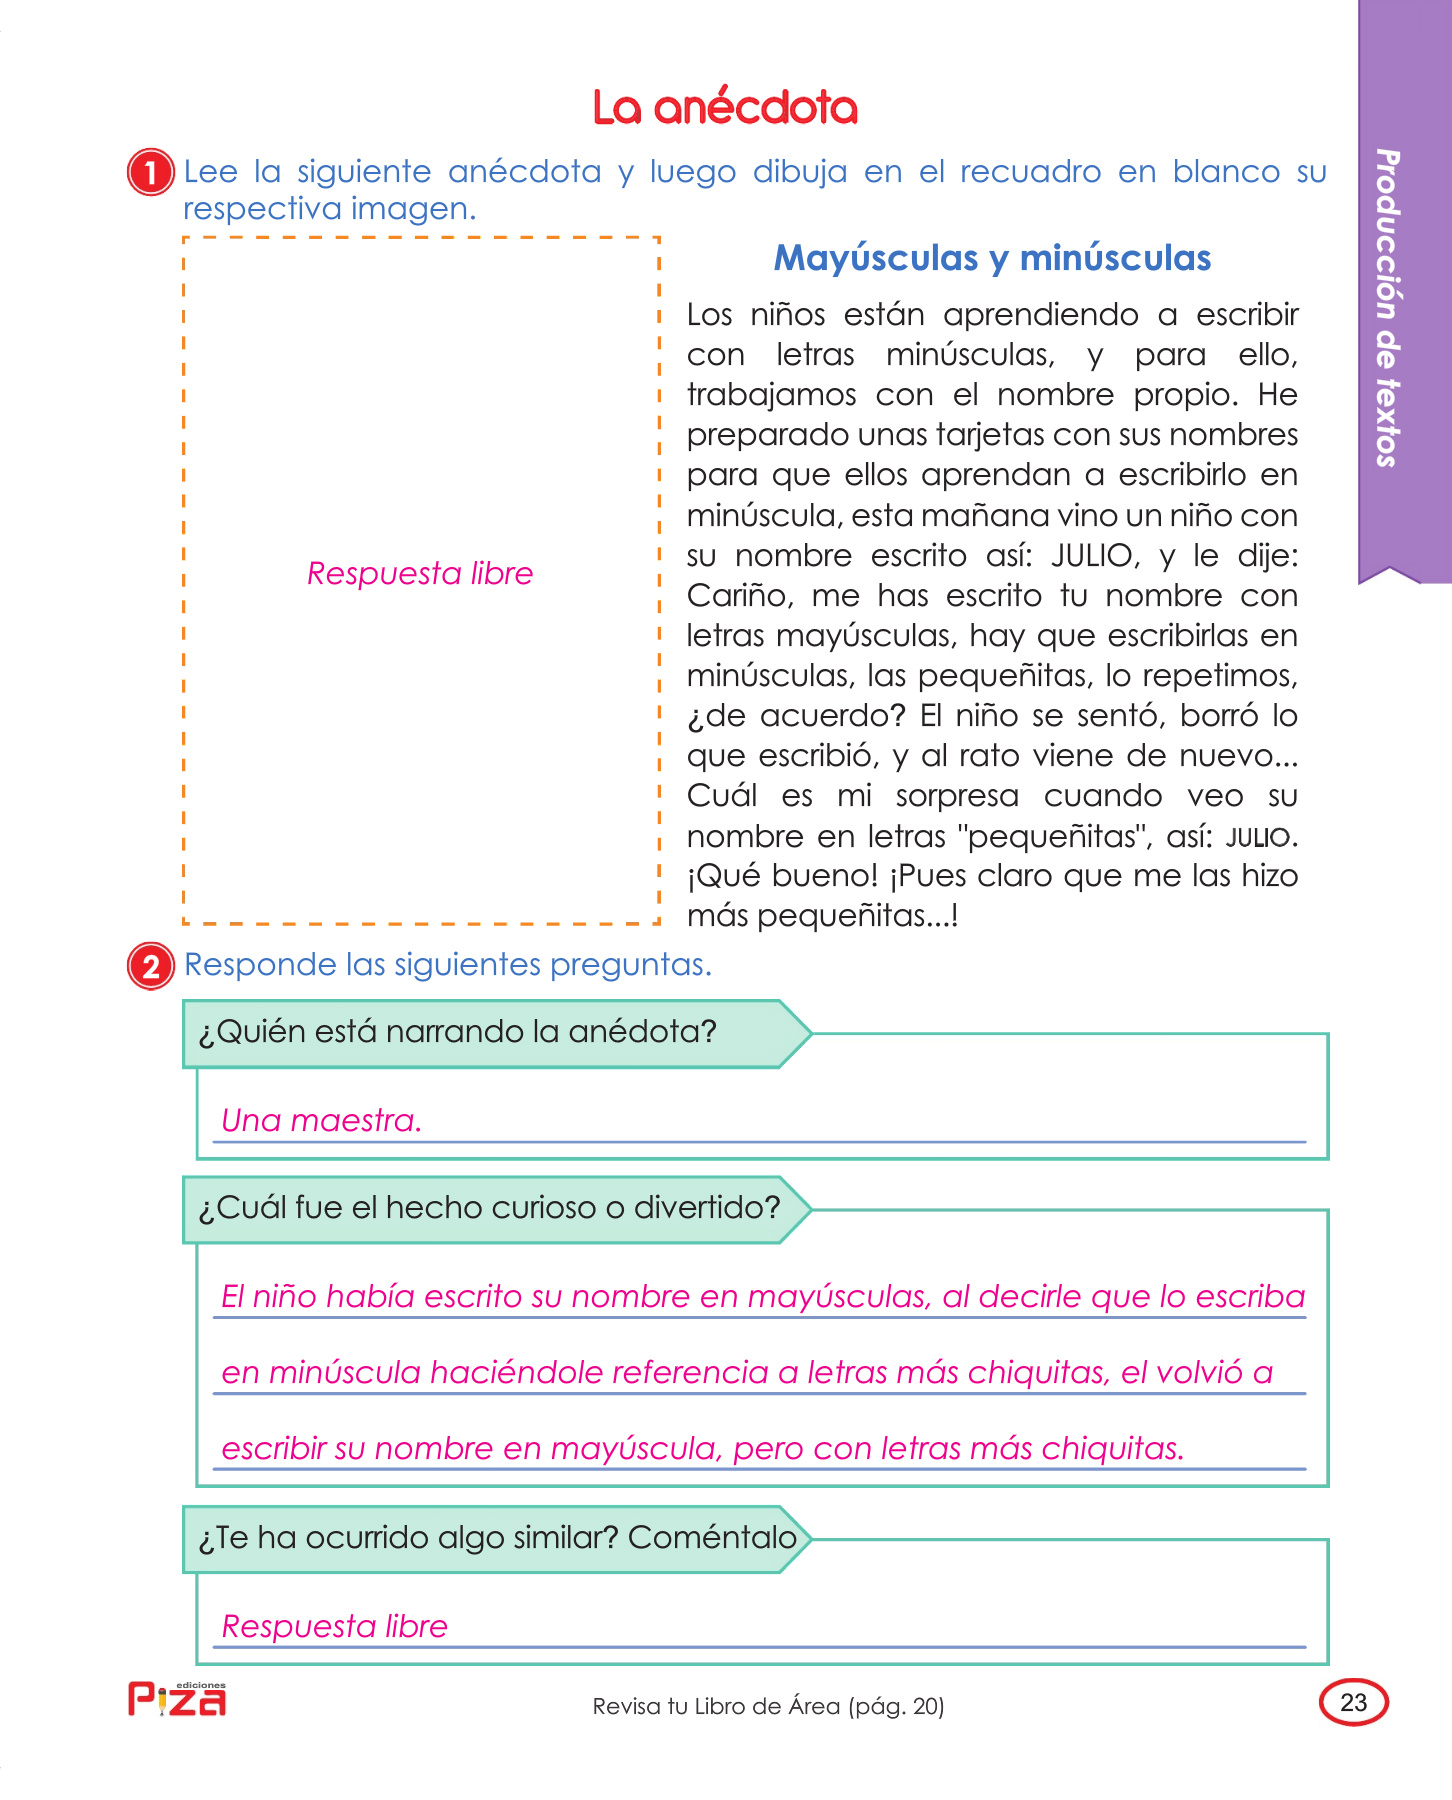 La anécdota
1 Lee la siguiente anécdota y luego dibuja en el recuadro en blanco su
respectiva imagen.
Respuesta libre
Mayúsculas y minúsculas
Los niños están aprendiendo a escribir
con letras minúsculas, y para ello,
trabajamos con el nombre propio. He
preparado unas tarjetas con sus nombres
para que ellos aprendan a escribirlo en
minúscula, esta mañana vino un niño con
su nombre escrito así: JULIO, y le dije:
Cariño, me has escrito tu nombre con
letras mayúsculas, hay que escribirlas en
minúsculas, las pequeñitas, lo repetimos,
¿de acuerdo? El niño se sentó, borró lo
que escribió, y al rato viene de nuevo...
Cuál es mi sorpresa cuando veo su
nombre en letras "pequeñitas", así: JULIO.
¡Qué bueno! ¡Pues claro que me las hizo
más pequeñitas...!
Producción de textos
2 Responde las siguientes preguntas.
¿Quién está narrando la anédota?
Una maestra.
¿Cuál fue el hecho curioso o divertido?
El niño había escrito su nombre en mayúsculas, al decirle que lo escriba
en minúscula haciéndole referencia a letras más chiquitas, el volvió a
escribir su nombre en mayúscula, pero con letras más chiquitas.
¿Te ha ocurrido algo similar? Coméntalo
Respuesta libre
ediciones
Piza
Revisa tu Libro de Área (pág. 20)
23